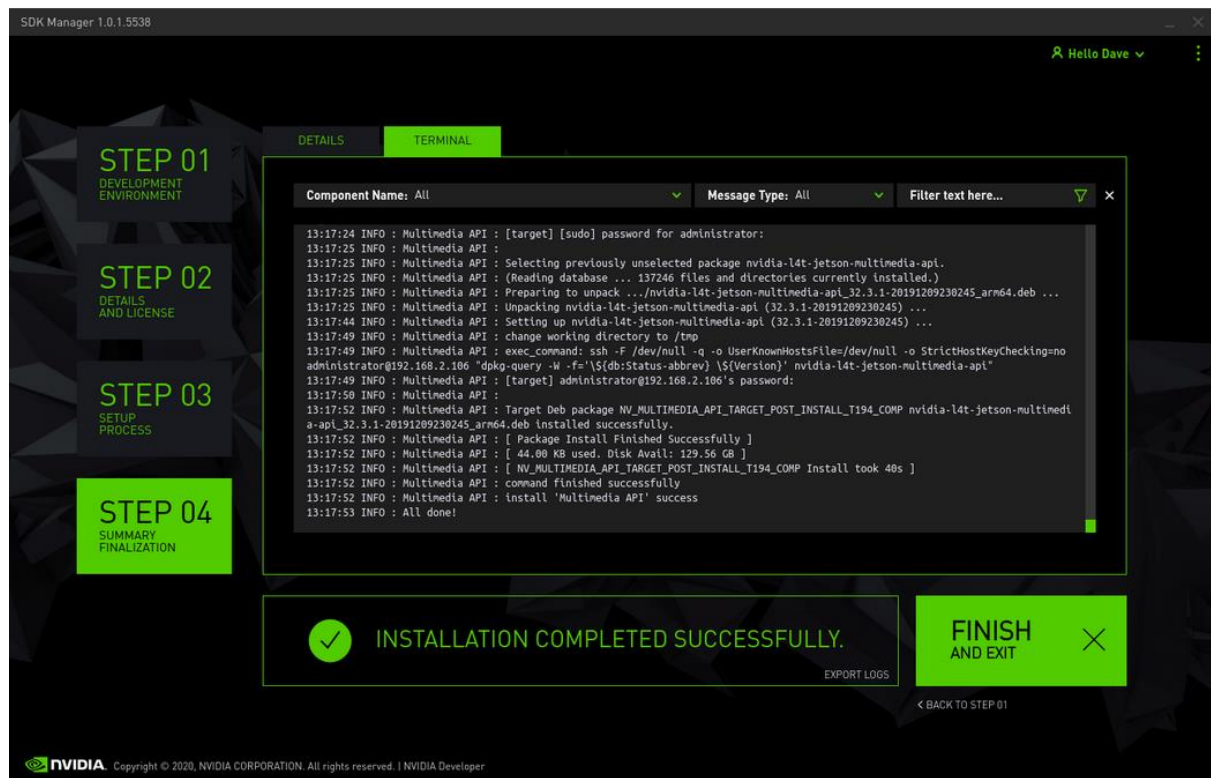 SDK Manager 1.0.1.5538
Hello Dave
STEP 01
DEVELOPMENT
ENVIRONMENT
STEP 02
DETAILS
AND LICENSE
STEP 03
SETUP
PROCESS
STEP 04
SUMMARY
FINALIZATION
DETAILS TERMINAL
Component Name: All Message Type: All Filter text here...
13:17:24 INFO : Multimedia API : [target] [sudo] password for administrator:
13:17:25 INFO : Multimedia API :
13:17:25 INFO : Multimedia API : Selecting previously unselected package nvidia-l4t-jetson-multimedia-api.
13:17:25 INFO : Multimedia API : (Reading database ... 137246 files and directories currently installed.)
13:17:25 INFO : Multimedia API : Preparing to unpack .../nvidia-l4t-jetson-multimedia-api_32.3.1-20191209230245_arm64.deb ...
13:17:25 INFO : Multimedia API : Unpacking nvidia-l4t-jetson-multimedia-api (32.3.1-20191209230245) ...
13:17:44 INFO : Multimedia API : Setting up nvidia-l4t-jetson-multimedia-api (32.3.1-20191209230245) ...
13:17:49 INFO : Multimedia API : change working directory to /tmp
13:17:49 INFO : Multimedia API : exec_command: ssh -F /dev/null -q -o UserKnownHostsFile=/dev/null -o StrictHostKeyChecking=no
administrator@192.168.2.106 "dpkg-query -W -f='\${db:Status-abbrev} \${Version}' nvidia-l4t-jetson-multimedia-api"
13:17:49 INFO : Multimedia API : [target] administrator@192.168.2.106's password:
13:17:50 INFO : Multimedia API :
13:17:52 INFO : Multimedia API : Target Deb package NV_MULTIMEDIA_API_TARGET_POST_INSTALL_T194_COMP nvidia-l4t-jetson-multimedi
a-api_32.3.1-20191209230245_arm64.deb installed successfully.
13:17:52 INFO : Multimedia API : [ Package Install Finished Successfully ]
13:17:52 INFO : Multimedia API : [ 44.00 KB used. Disk Avail: 129.56 GB ]
13:17:52 INFO : Multimedia API : [ NV_MULTIMEDIA_API_TARGET_POST_INSTALL_T194_COMP Install took 40s ]
13:17:52 INFO : Multimedia API : command finished successfully
13:17:52 INFO : Multimedia API : install 'Multimedia API' success
13:17:53 INFO : All done!
INSTALLATION COMPLETED SUCCESSFULLY.
EXPORT LOGS
FINISH
AND EXIT
< BACK TO STEP 01
NVIDIA. Copyright © 2020, NVIDIA CORPORATION. All rights reserved. | NVIDIA Developer